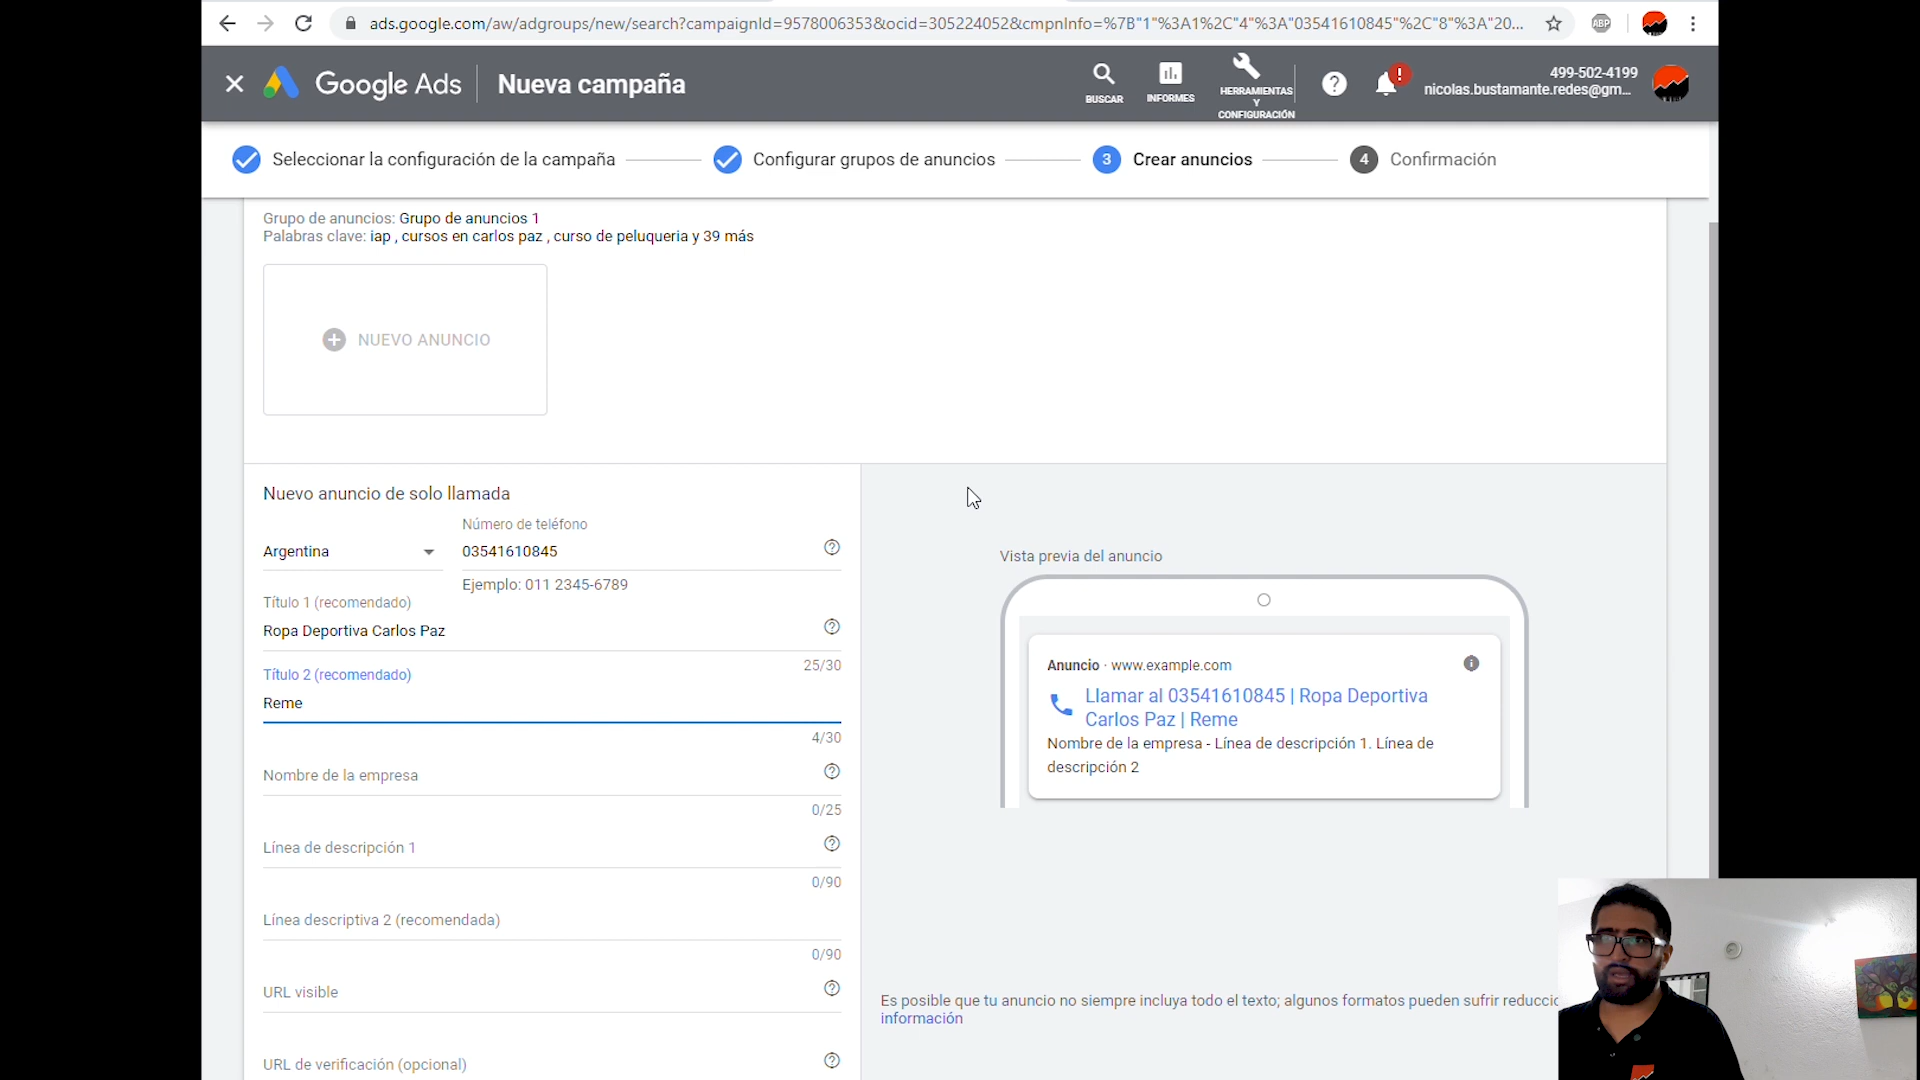 ads.google.com/aw/adgroups/new/search?campaignId=9578006353&ocid=305224052&cmpnInfo=%7B"1"%3A1%2C"4"%3A"03541610845"%2C"8"%3A"20...
ABP
Google Ads
Nueva campaña
BUSCAR
INFORMES
HERRAMIENTAS
Y
CONFIGURACIÓN
?
!
499-502-4199
nicolas.bustamante.redes@gm...
Seleccionar la configuración de la campaña
Configurar grupos de anuncios
3 Crear anuncios
4 Confirmación
Grupo de anuncios: Grupo de anuncios 1
Palabras clave: iap , cursos en carlos paz , curso de peluqueria y 39 más
NUEVO ANUNCIO
Nuevo anuncio de solo llamada
Número de teléfono
Argentina
03541610845
Ejemplo: 011 2345-6789
Título 1 (recomendado)
Ropa Deportiva Carlos Paz
25/30
Título 2 (recomendado)
Reme
4/30
Nombre de la empresa
0/25
Línea de descripción 1
0/90
Línea descriptiva 2 (recomendada)
0/90
URL visible
URL de verificación (opcional)
Vista previa del anuncio
Anuncio · www.example.com
Llamar al 03541610845 | Ropa Deportiva
Carlos Paz | Reme
Nombre de la empresa - Línea de descripción 1. Línea de
descripción 2
Es posible que tu anuncio no siempre incluya todo el texto; algunos formatos pueden sufrir reduccio
información